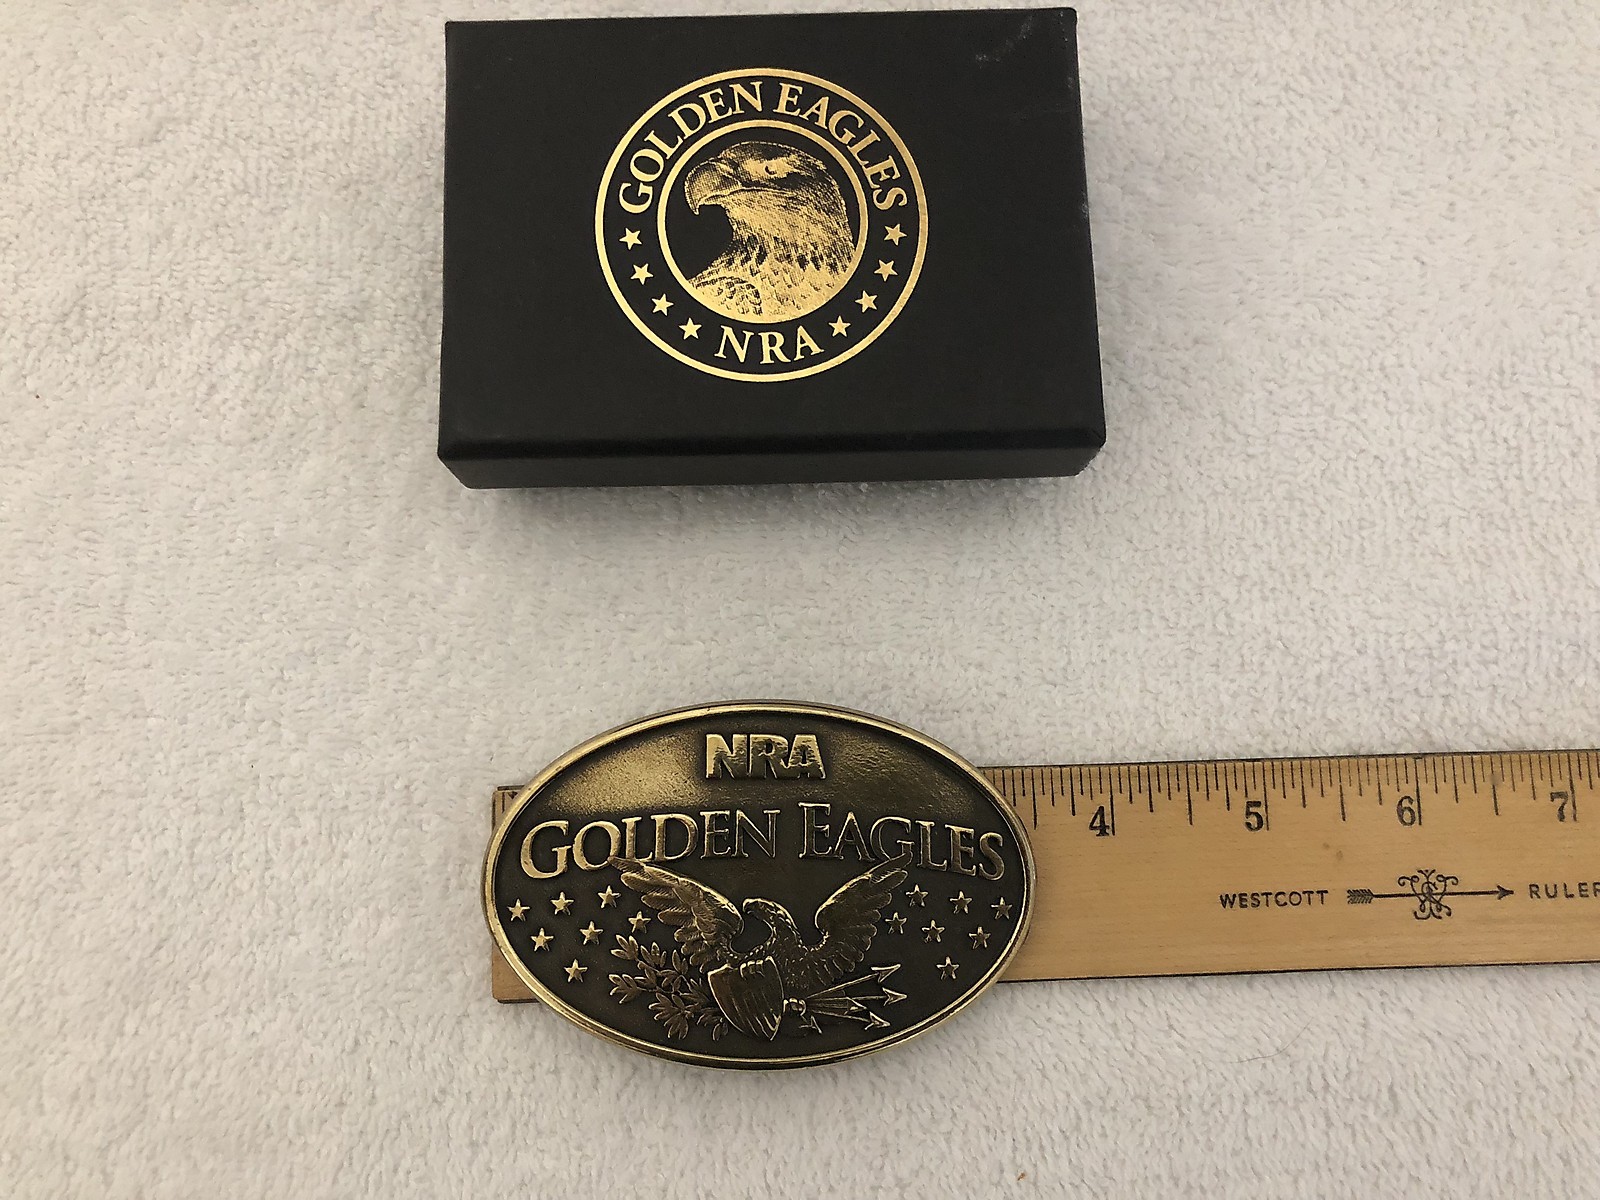 GOLDEN EAGLES
NRA
NRA
GOLDEN EAGLES
4 5 6 7
WESTCOTT RULER